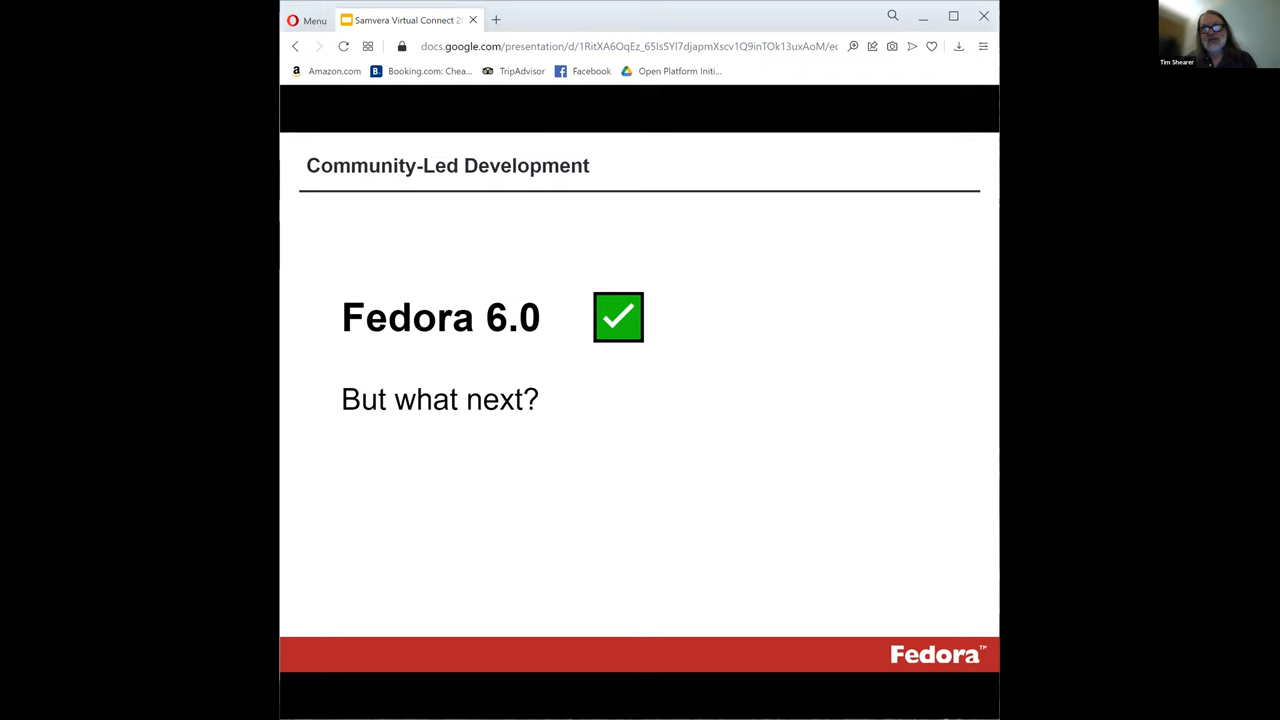 Menu
Samvera Virtual Connect 2
docs.google.com/presentation/d/1RitXA6OqEz_65IsSYI7djapmXscv1Q9inTOk13uxAoM/ec
Amazon.com
Booking.com: Chea...
TripAdvisor
Facebook
Open Platform Initi...
Tim Shearer
Community-Led Development
Fedora 6.0
But what next?
Fedora™